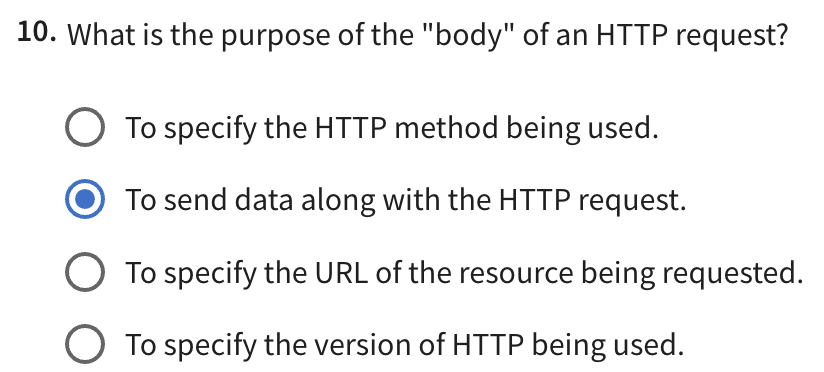 10. What is the purpose of the "body" of an HTTP request?
To specify the HTTP method being used.
To send data along with the HTTP request.
To specify the URL of the resource being requested.
To specify the version of HTTP being used.